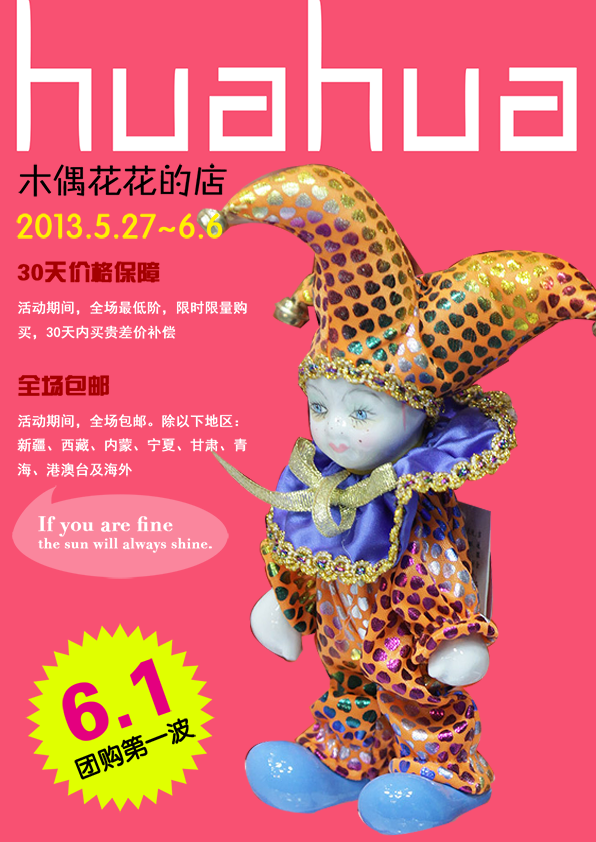 huahua
木偶花花的店
2013.5.27~6.6
30天价格保障
活动期间，全场最低阶，限时限量购
买，30天内买贵差价补偿
全场包邮
活动期间，全场包邮。除以下地区：
新疆、西藏、内蒙、宁夏、甘肃、青
海、港澳台及海外
If you are fine
the sun will always shine.
6.1
团购第一波